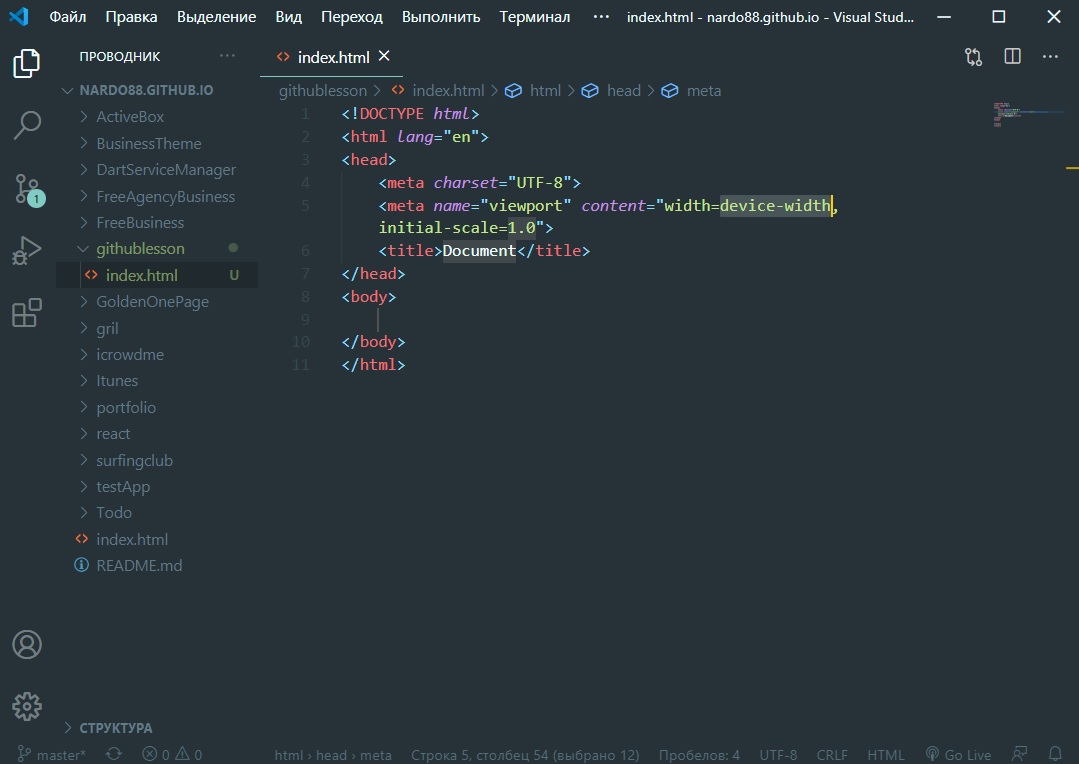 Файл Правка Выделение Вид Переход Выполнить Терминал ··· index.html - nardo88.github.io - Visual Stud...
ПРОВОДНИК ···
NARDO88.GITHUB.IO
ActiveBox
BusinessTheme
DartServiceManager
FreeAgencyBusiness
FreeBusiness
githublesson
index.html U
GoldenOnePage
gril
icrowdme
Itunes
portfolio
react
surfingclub
testApp
Todo
index.html
README.md
СТРУКТУРА
1
index.html
githublesson > index.html > html > head > meta
1 <!DOCTYPE html>
2 <html lang="en">
3 <head>
4 <meta charset="UTF-8">
5 <meta name="viewport" content="width=device-width,
initial-scale=1.0">
6 <title>Document</title>
7 </head>
8 <body>
9
10 </body>
11 </html>
master* 0 0 html › head › meta Строка 5, столбец 54 (выбрано 12) Пробелов: 4 UTF-8 CRLF HTML Go Live